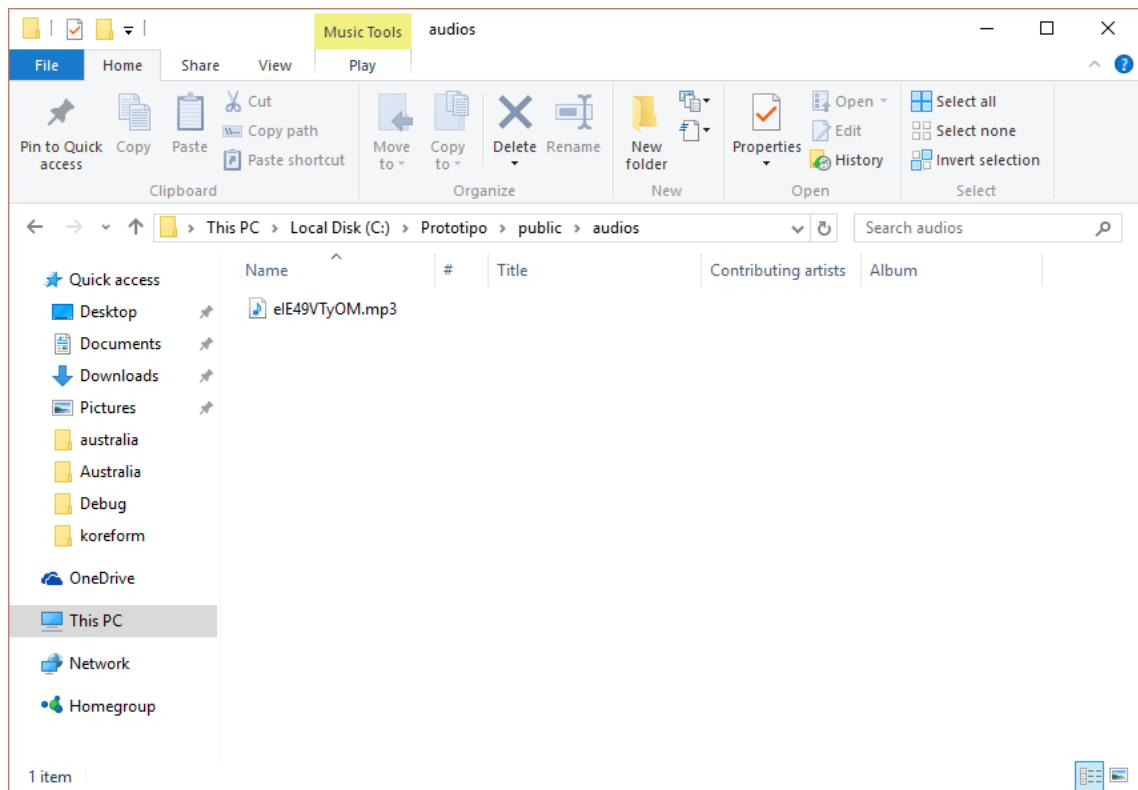 Music Tools audios
File Home Share View Play
Pin to Quick access Copy Paste Cut Copy path Paste shortcut Move to Copy to Delete Rename New folder Properties Open Edit History Select all Select none Invert selection
Clipboard Organize New Open Select
This PC > Local Disk (C:) > Prototipo > public > audios Search audios
Name # Title Contributing artists Album
elE49VTyOM.mp3
Quick access
Desktop
Documents
Downloads
Pictures
australia
Australia
Debug
koreform
OneDrive
This PC
Network
Homegroup
1 item